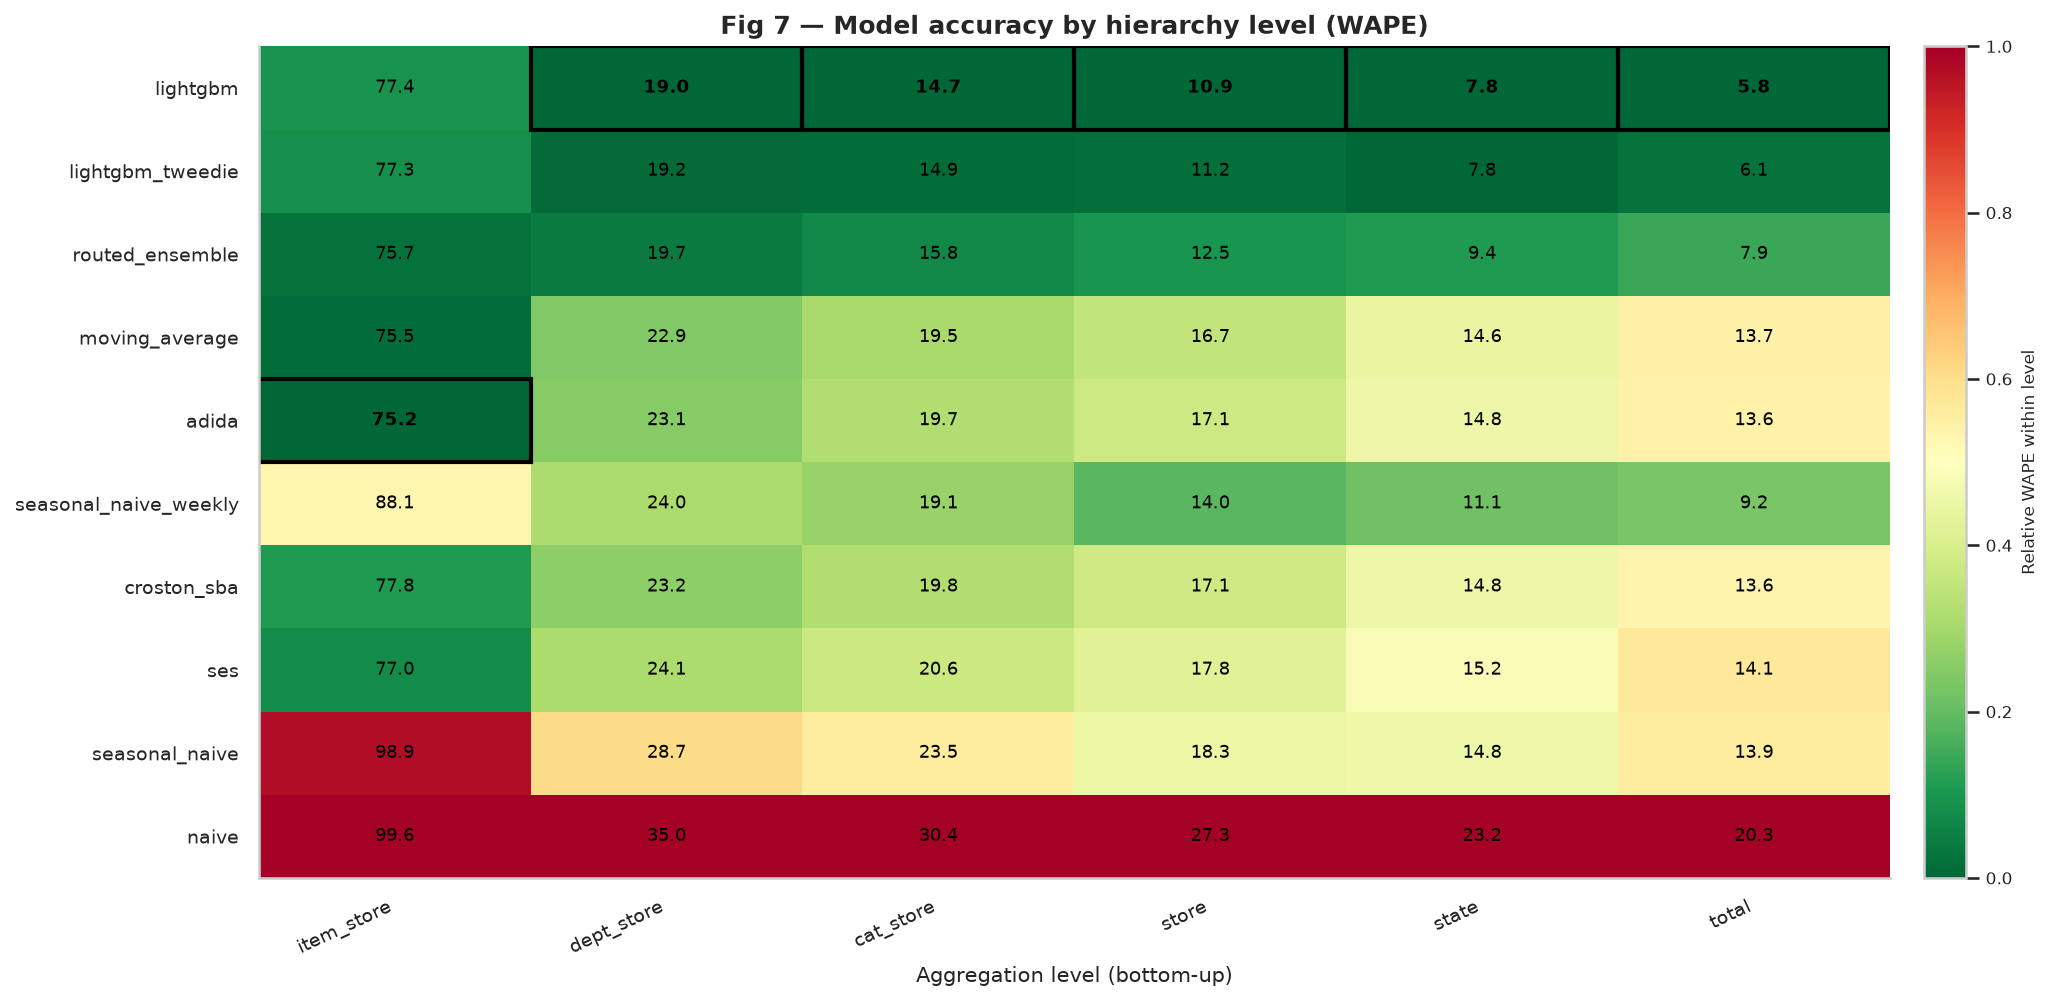 Fig 7 — Model accuracy by hierarchy level (WAPE)
lightgbm 77.4 19.0 14.7 10.9 7.8 5.8
lightgbm_tweedie 77.3 19.2 14.9 11.2 7.8 6.1
routed_ensemble 75.7 19.7 15.8 12.5 9.4 7.9
moving_average 75.5 22.9 19.5 16.7 14.6 13.7
adida 75.2 23.1 19.7 17.1 14.8 13.6
seasonal_naive_weekly 88.1 24.0 19.1 14.0 11.1 9.2
croston_sba 77.8 23.2 19.8 17.1 14.8 13.6
ses 77.0 24.1 20.6 17.8 15.2 14.1
seasonal_naive 98.9 28.7 23.5 18.3 14.8 13.9
naive 99.6 35.0 30.4 27.3 23.2 20.3
item_store dept_store cat_store store state total
Aggregation level (bottom-up)
1.0
0.8
0.6
0.4
0.2
0.0
Relative WAPE within level